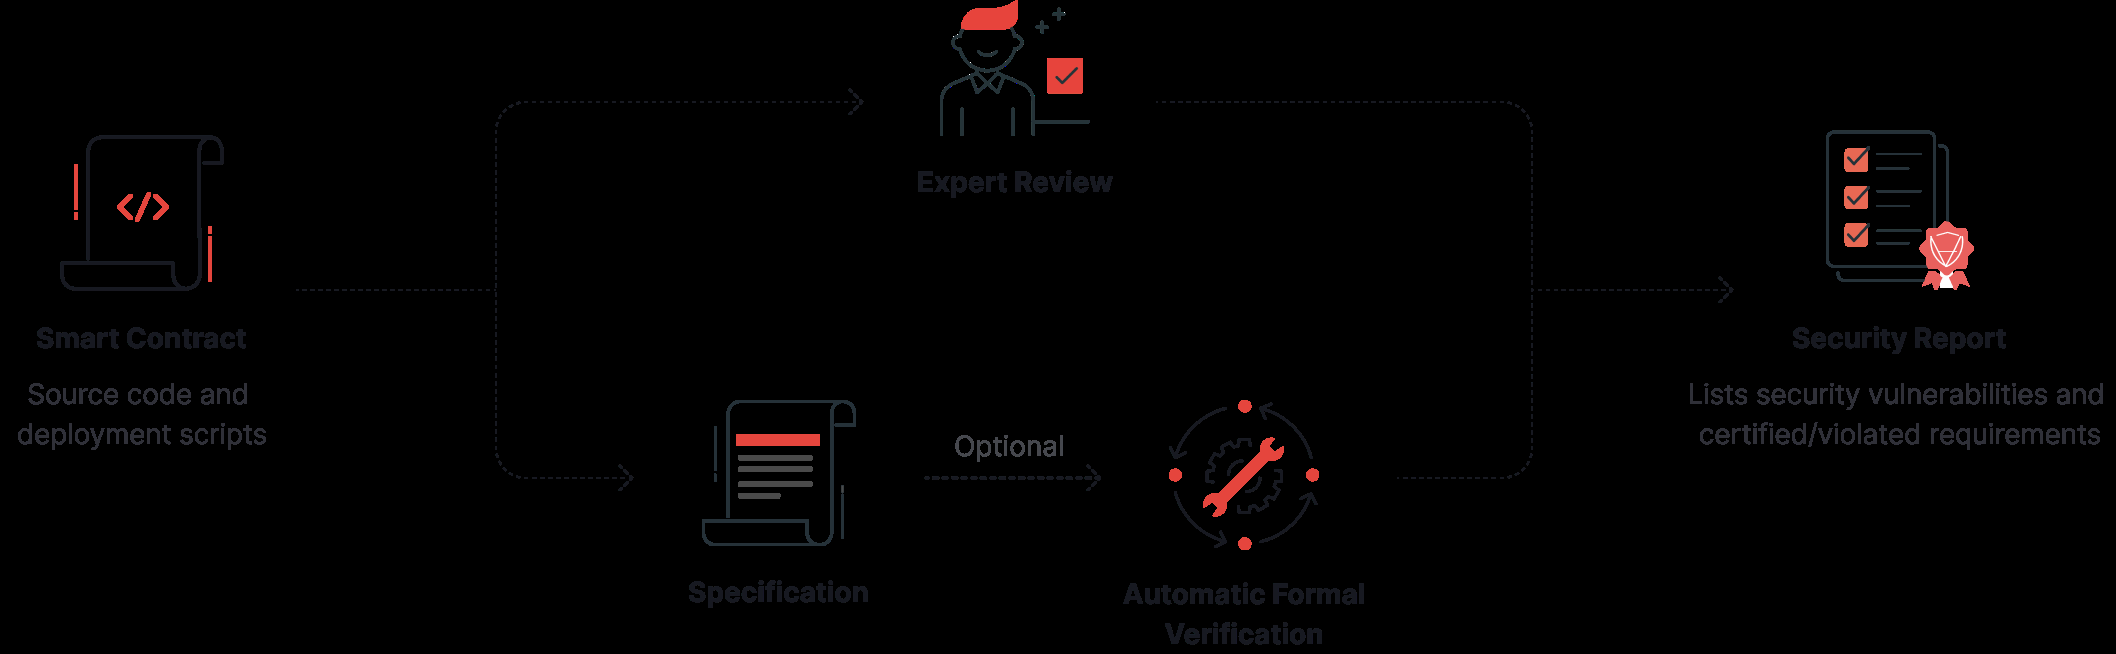 Expert Review
Smart Contract
Source code and
deployment scripts
Optional
Specification
Automatic Formal
Verification
Security Report
Lists security vulnerabilities and
certified/violated requirements